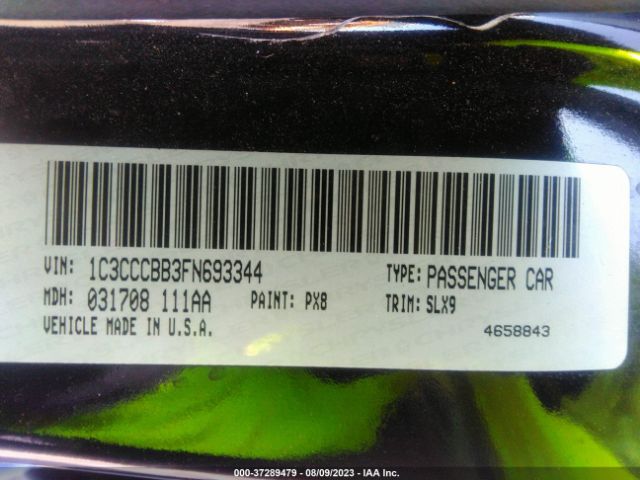 VIN: 1C3CCCBB3FN693344 TYPE: PASSENGER CAR
MDH: 031708 111AA PAINT: PX8 TRIM: SLX9
VEHICLE MADE IN U.S.A. 4658843
000-37289479 - 08/09/2023 - IAA Inc.